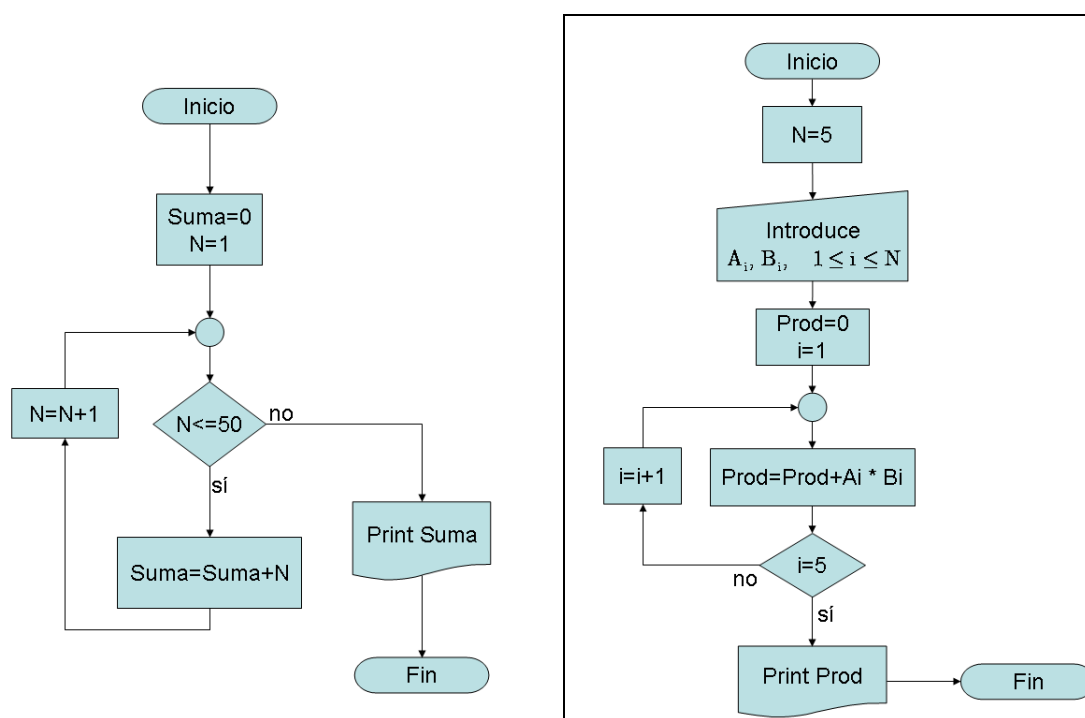 Inicio
Suma=0
N=1
N=N+1
N<=50
no
sí
Print Suma
Suma=Suma+N
Fin
Inicio
N=5
Introduce
Aᵢ, Bᵢ, 1 ≤ i ≤ N
Prod=0
i=1
i=i+1
Prod=Prod+Ai * Bi
i=5
no
sí
Print Prod
Fin